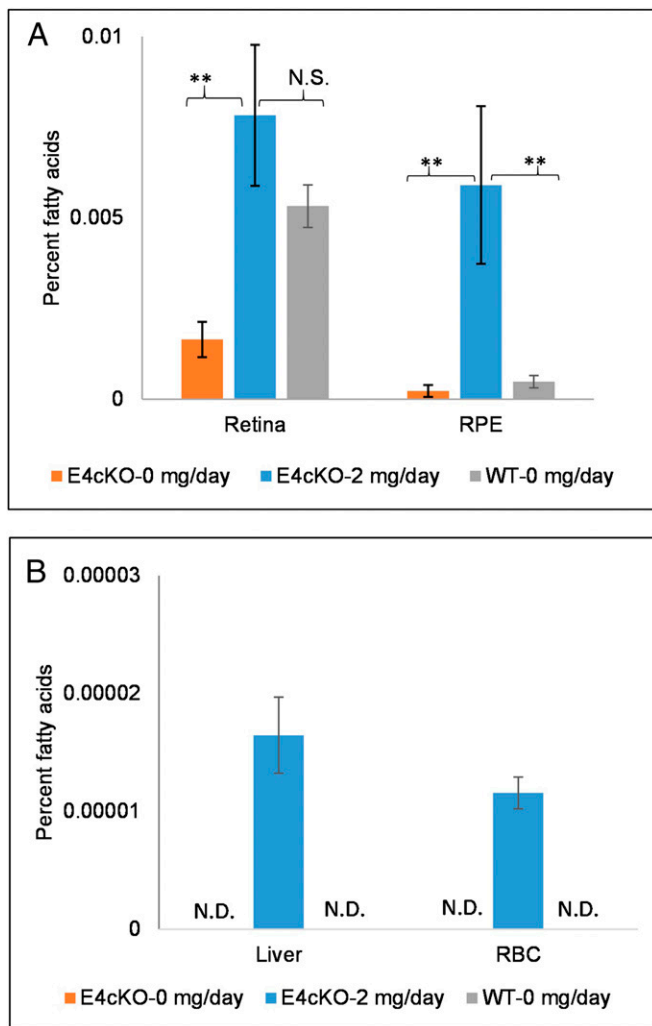 A
0.01
**
N.S.
**
**
0.005
0
Percent fatty acids
Retina
RPE
E4cKO-0 mg/day
E4cKO-2 mg/day
WT-0 mg/day
B
0.00003
0.00002
0.00001
0
Percent fatty acids
N.D.
N.D.
N.D.
N.D.
Liver
RBC
E4cKO-0 mg/day
E4cKO-2 mg/day
WT-0 mg/day